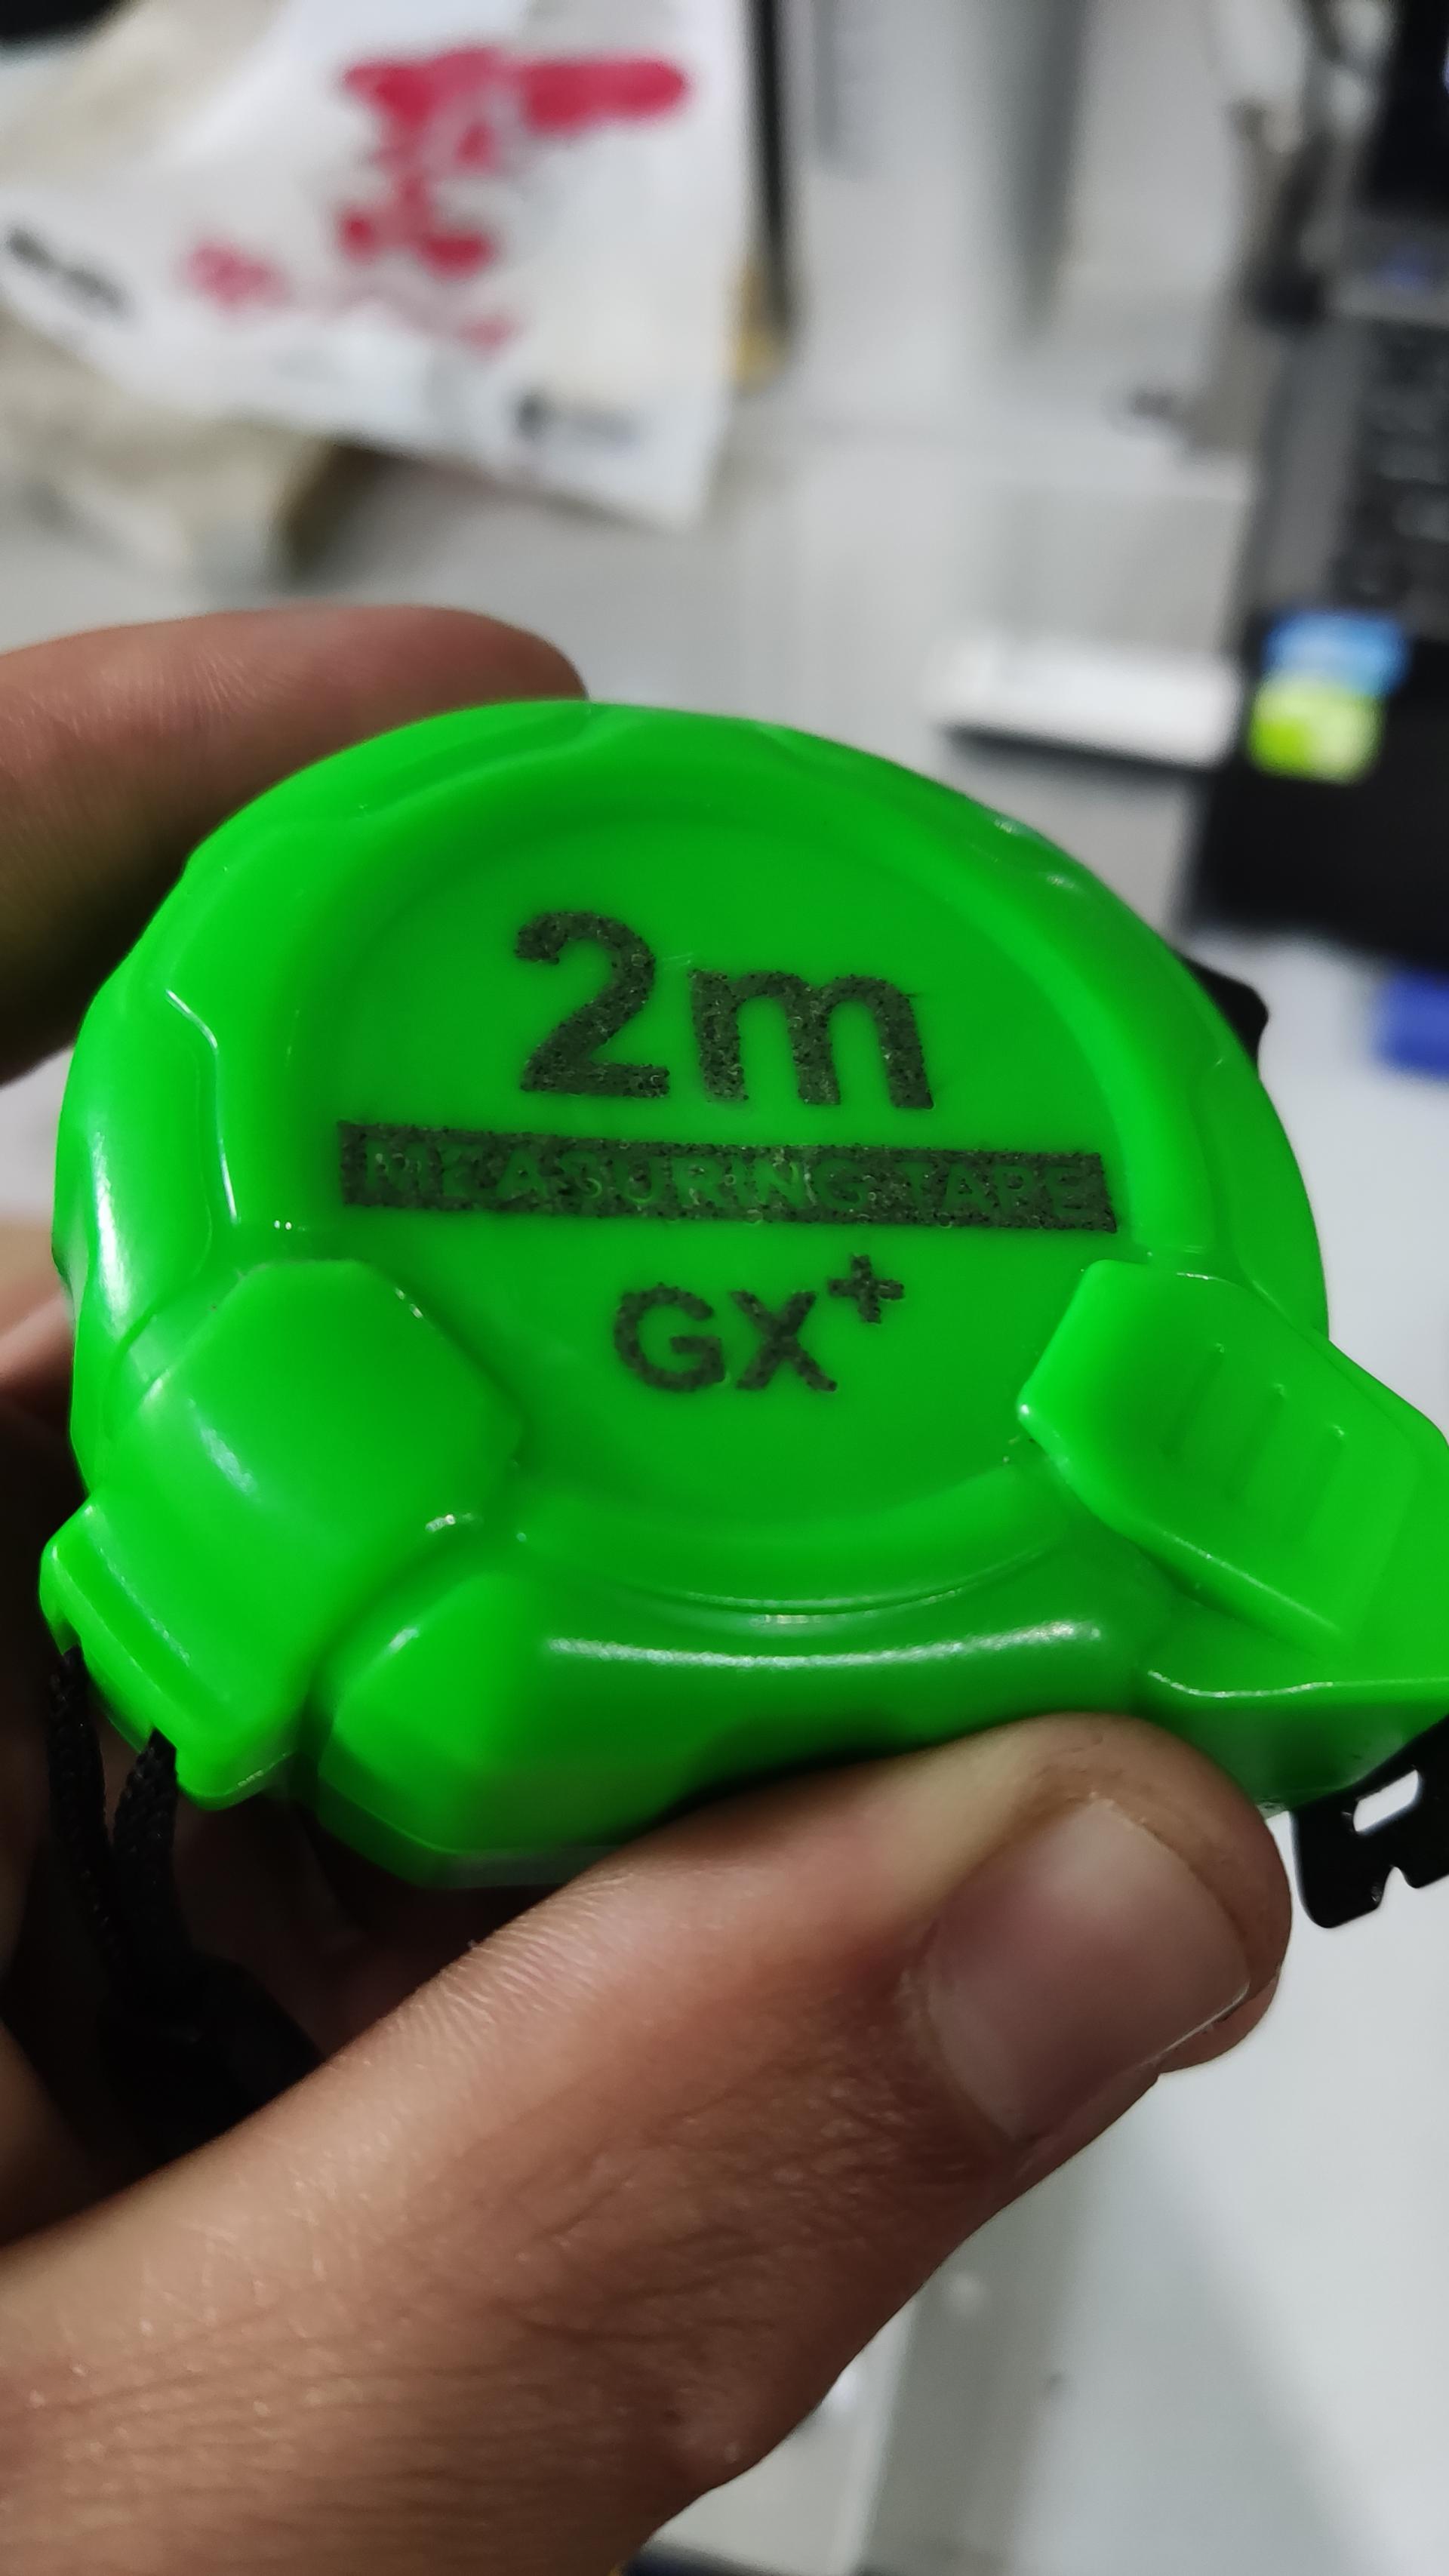 2m
MEASURING TAPE
GX+